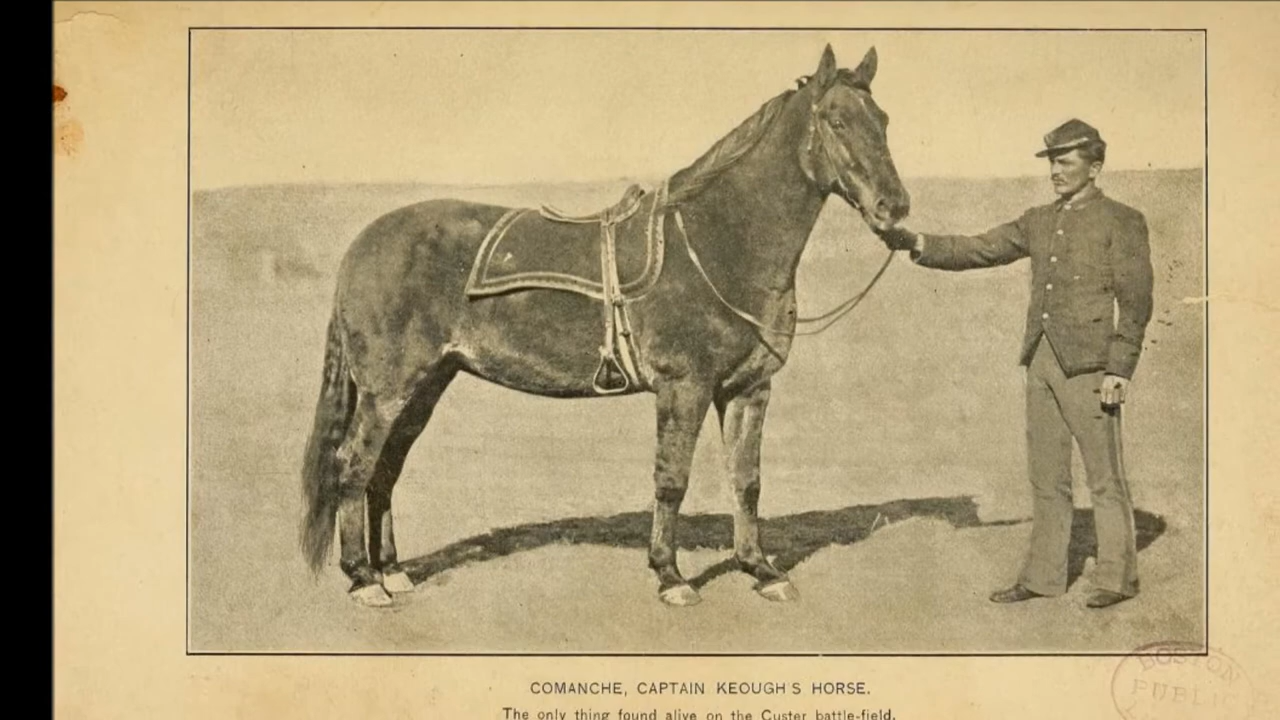 COMANCHE, CAPTAIN KEOUGH'S HORSE.
The only thing found alive on the Custer battle-field.
BOSTON
PUBLIC